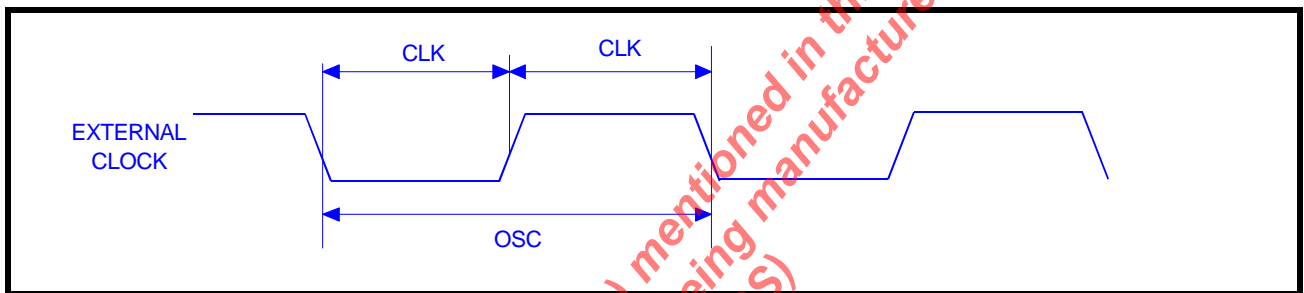 CLK
CLK
EXTERNAL
CLOCK
OSC
) mentioned in th
eing manufacture
S)